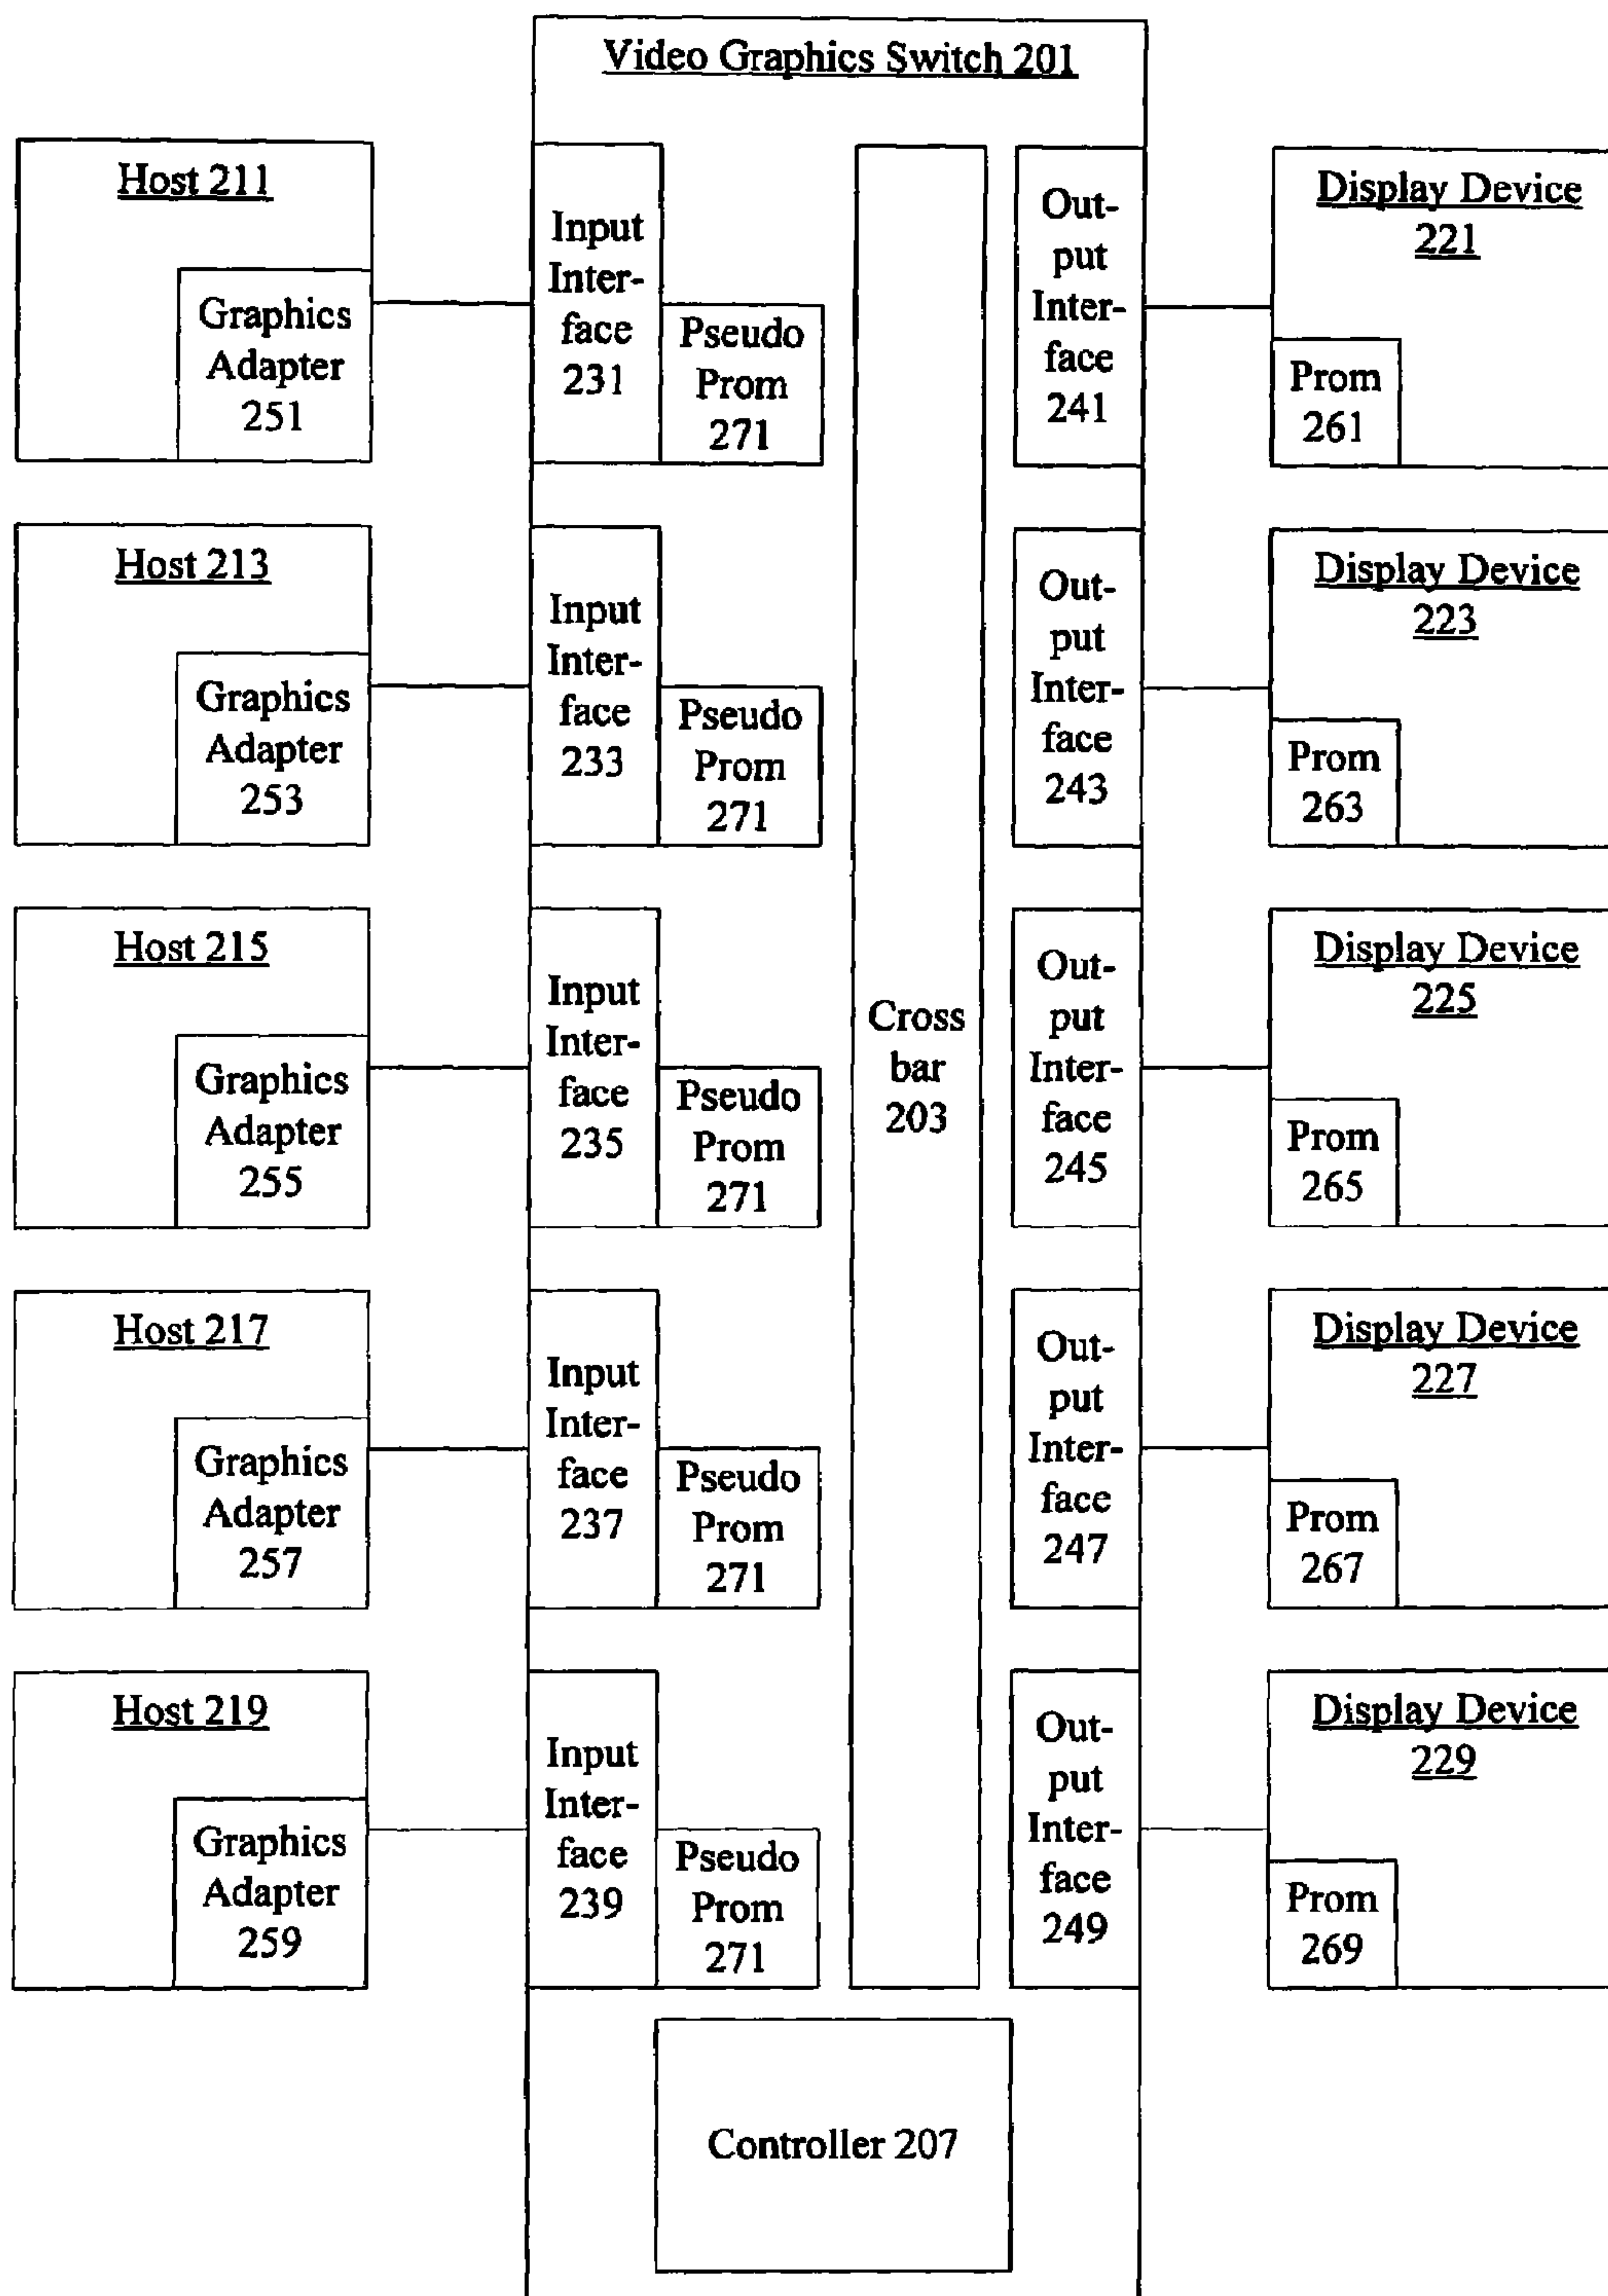 Video Graphics Switch 201
Host 211
Graphics
Adapter
251
Input
Inter-
face
231
Pseudo
Prom
271
Out-
put
Inter-
face
241
Display Device
221
Prom
261
Host 213
Graphics
Adapter
253
Input
Inter-
face
233
Pseudo
Prom
271
Out-
put
Inter-
face
243
Display Device
223
Prom
263
Host 215
Graphics
Adapter
255
Input
Inter-
face
235
Pseudo
Prom
271
Cross
bar
203
Out-
put
Inter-
face
245
Display Device
225
Prom
265
Host 217
Graphics
Adapter
257
Input
Inter-
face
237
Pseudo
Prom
271
Out-
put
Inter-
face
247
Display Device
227
Prom
267
Host 219
Graphics
Adapter
259
Input
Inter-
face
239
Pseudo
Prom
271
Out-
put
Inter-
face
249
Display Device
229
Prom
269
Controller 207